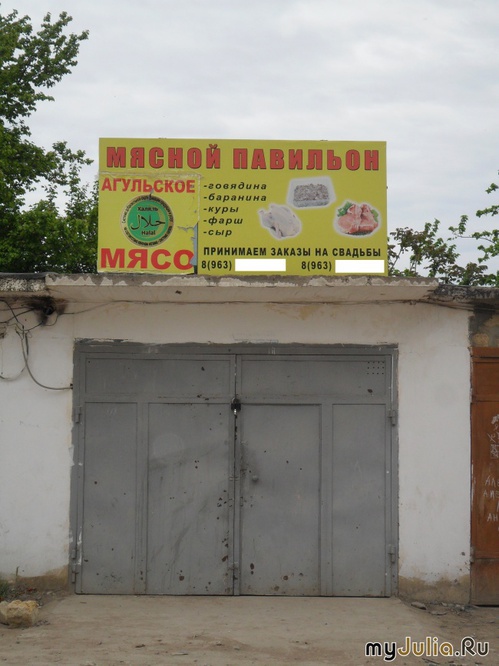 МЯСНОЙ ПАВИЛЬОН
АГУЛЬСКОЕ
МЯСО
حلال
Halal
-говядина
-баранина
-куры
-фарш
-сыр
ПРИНИМАЕМ ЗАКАЗЫ НА СВАДЬБЫ
8(963) 8(963)
myJulia.Ru